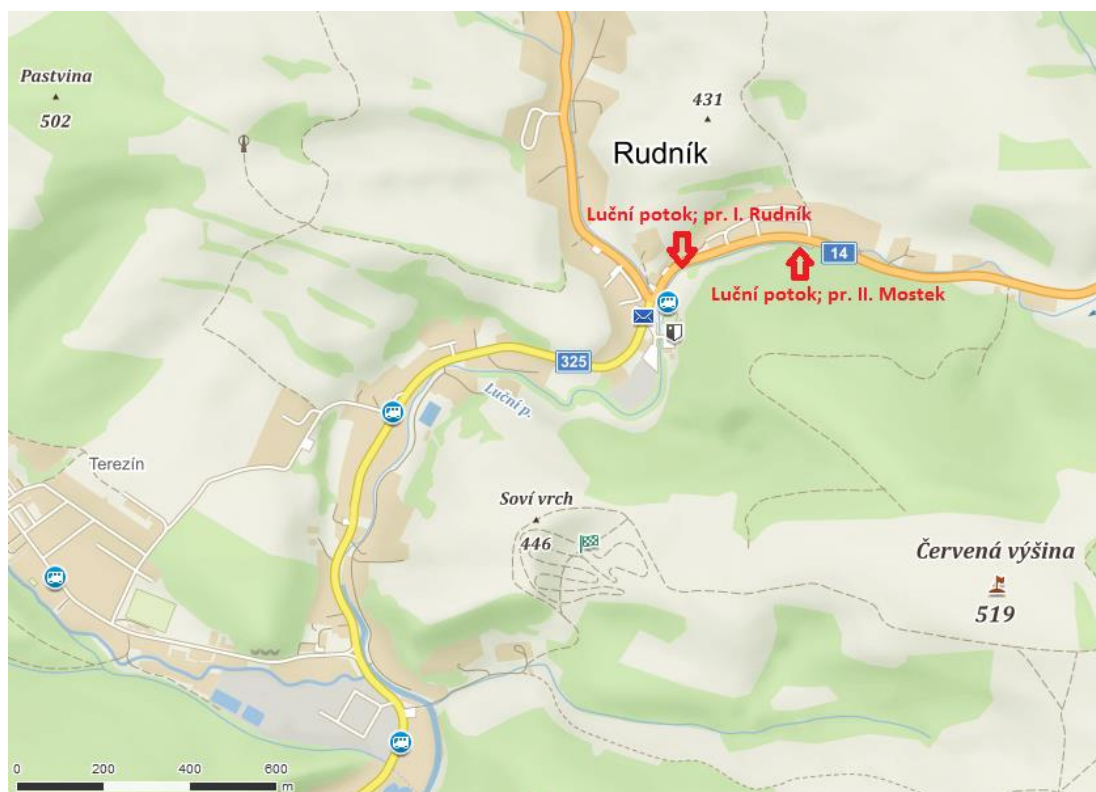 Pastvina
502
431
Rudník
Luční potok; pr. I. Rudník
14
Luční potok; pr. II. Mostek
325
Luční p.
Terezín
Soví vrch
446
Červená výšina
519
0 200 400 600
m